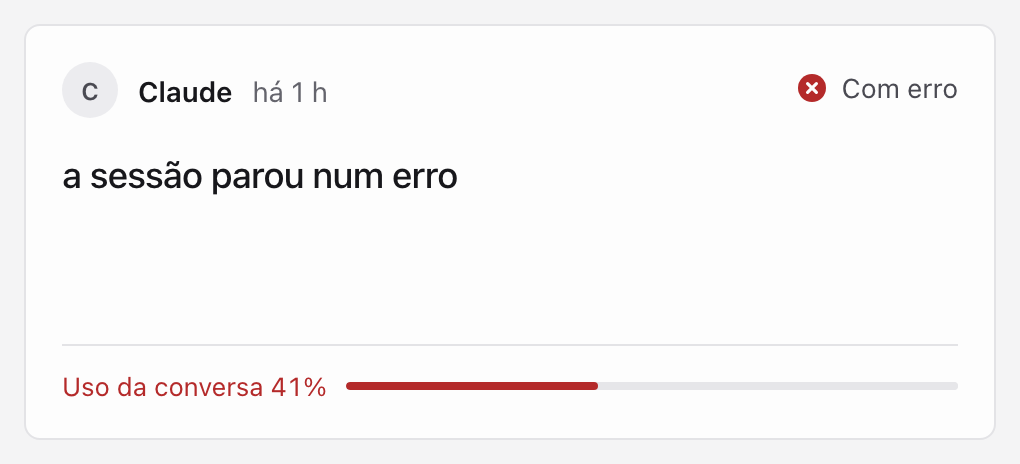 C Claude há 1 h Com erro
a sessão parou num erro
Uso da conversa 41%